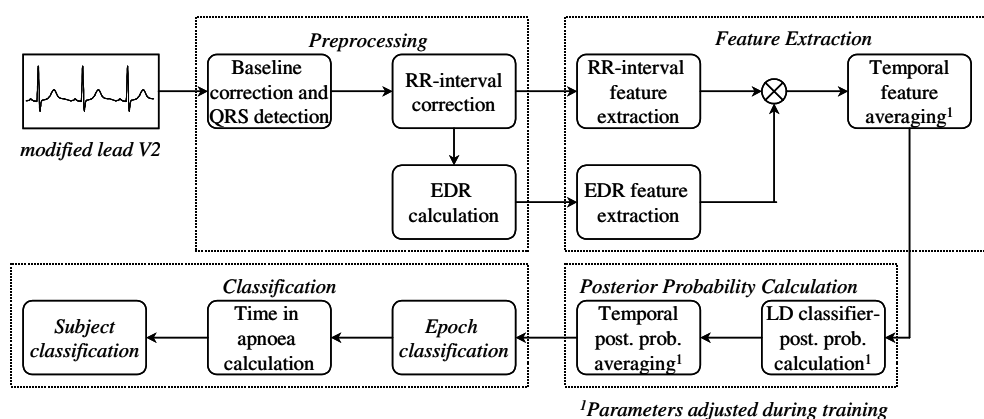 Preprocessing
Feature Extraction
modified lead V2
Baseline
correction and
QRS detection
RR-interval
correction
EDR
calculation
RR-interval
feature
extraction
EDR feature
extraction
Temporal
feature
averaging¹
Classification
Posterior Probability Calculation
Subject
classification
Time in
apnoea
calculation
Epoch
classification
Temporal
post. prob.
averaging¹
LD classifier-
post. prob.
calculation¹
¹Parameters adjusted during training